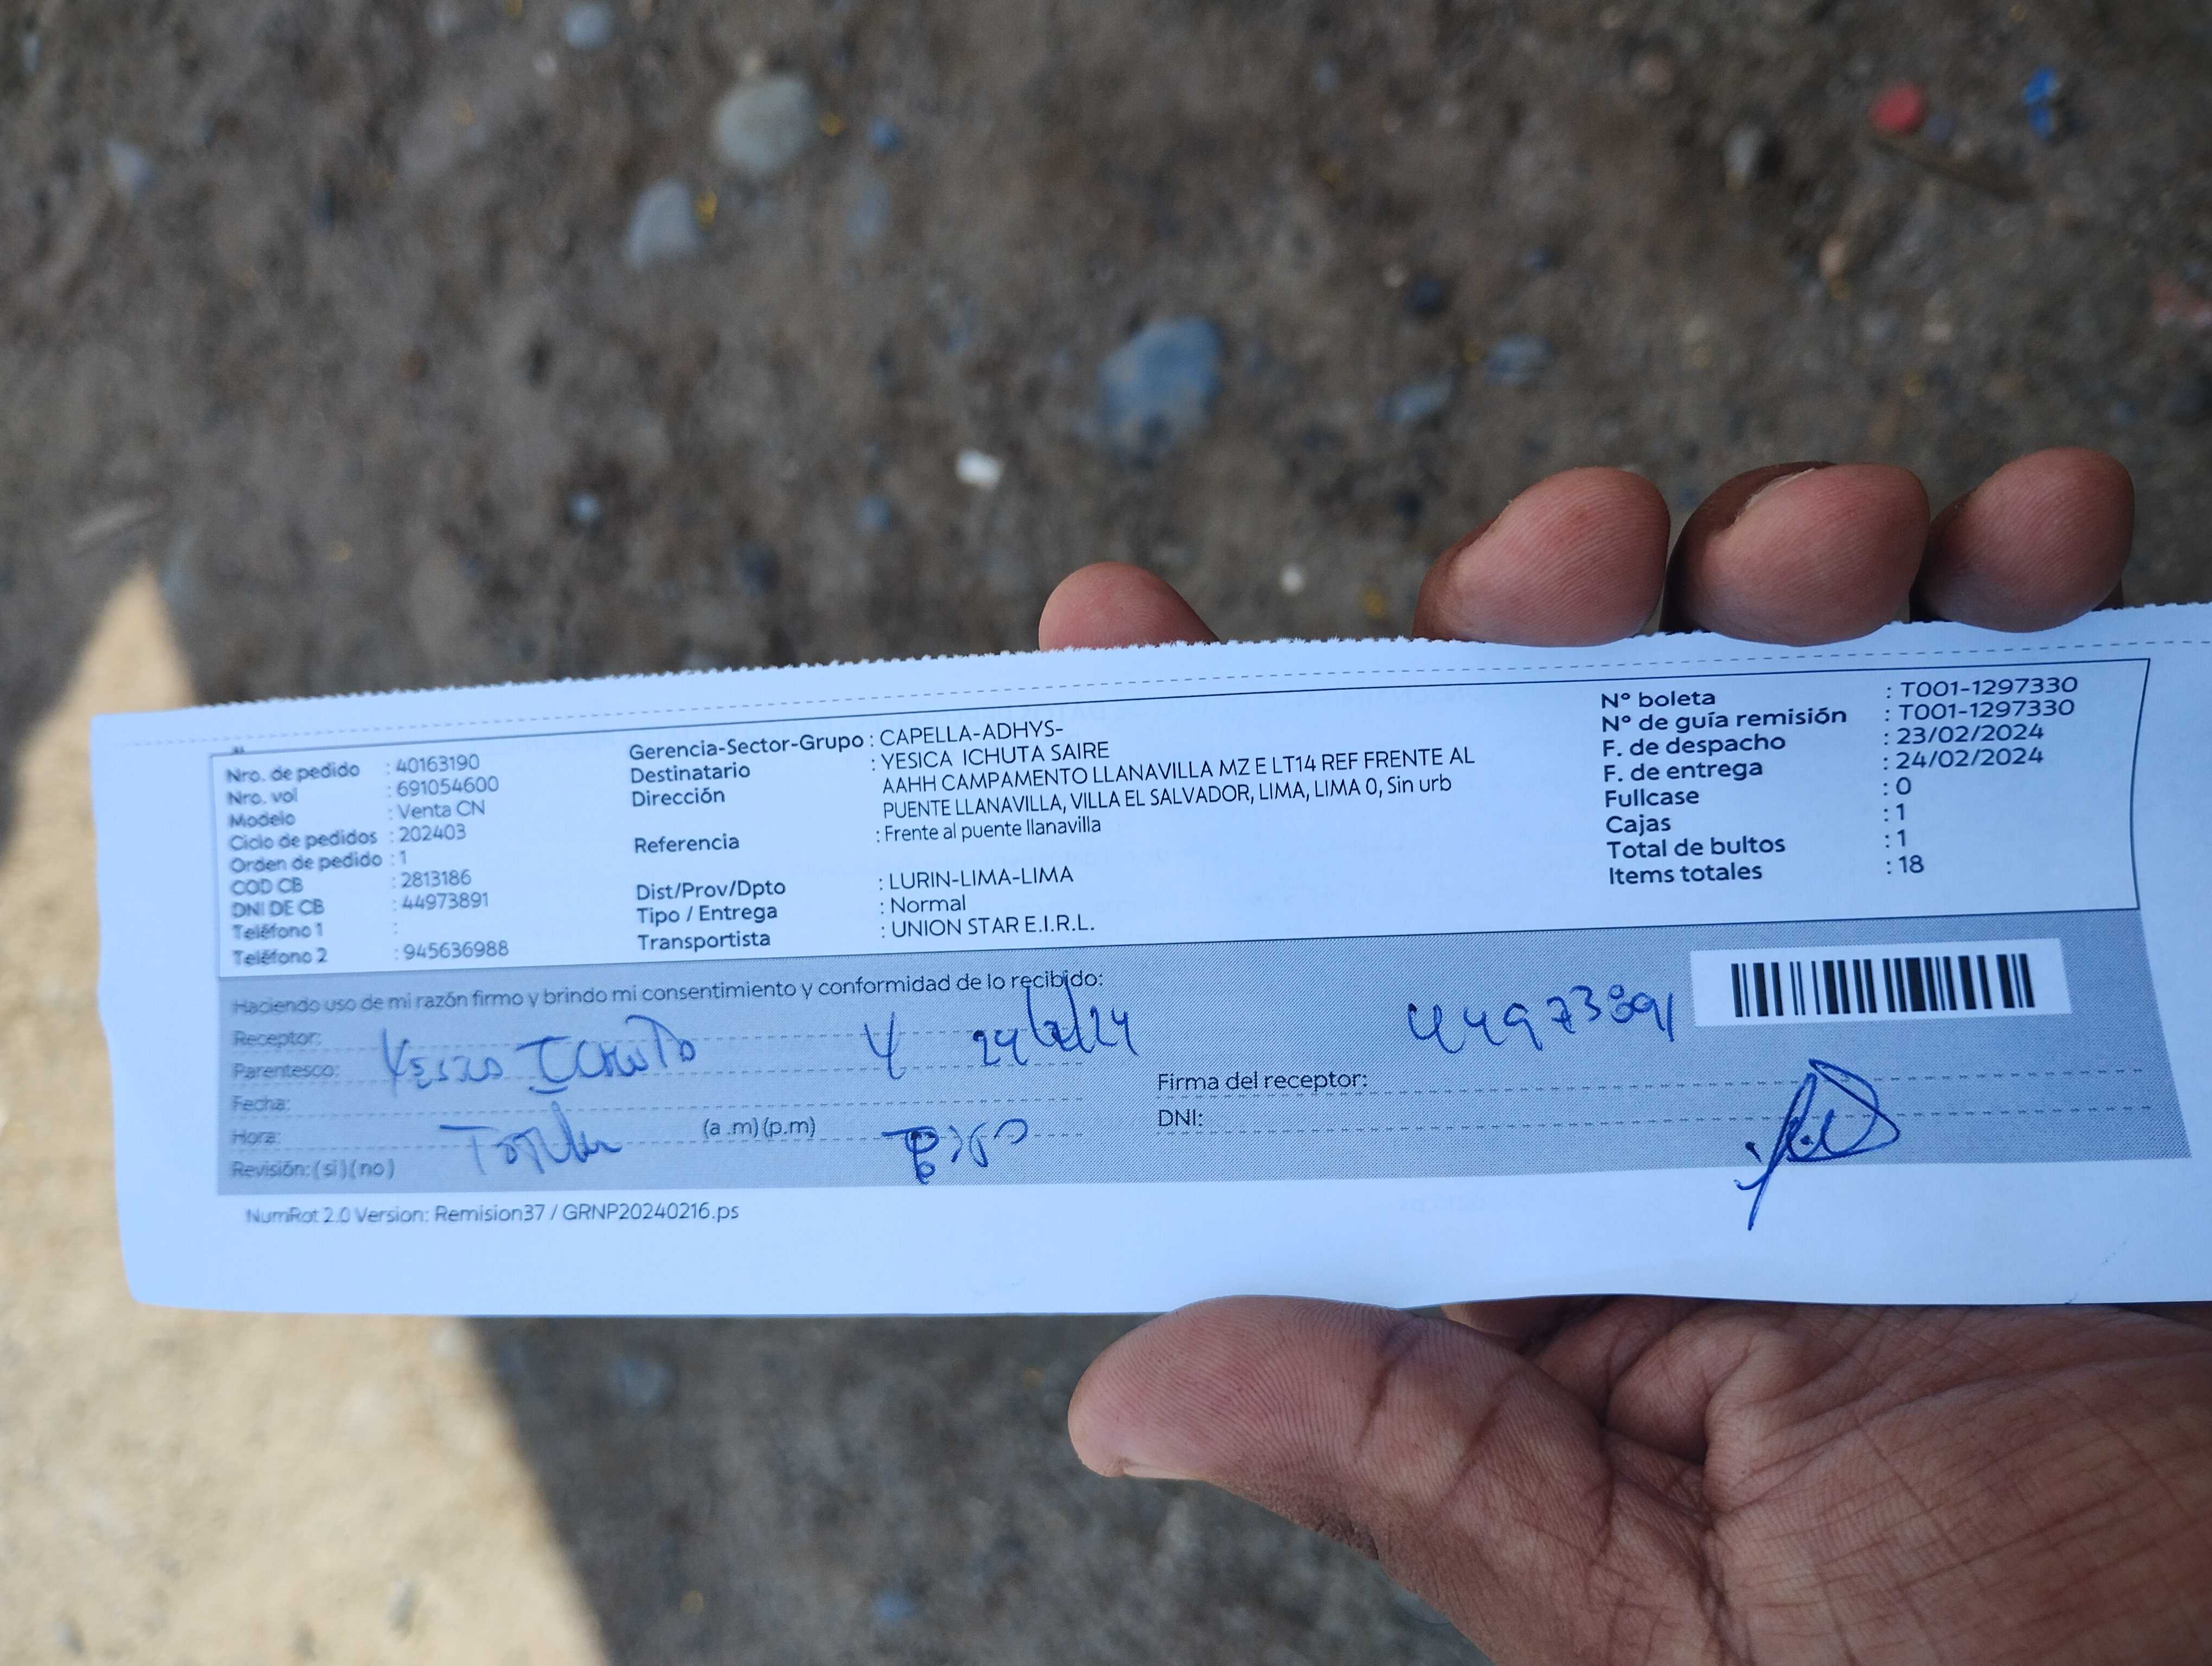 Nro. de pedido : 40163190
Nro. vol : 691054600
Modelo : Venta CN
Ciclo de pedidos : 202403
Orden de pedido : 1
COD CB : 2813186
DNI DE CB : 44973891
Teléfono 1 :
Teléfono 2 : 945636988
Gerencia-Sector-Grupo : CAPELLA-ADHYS-
Destinatario : YESICA ICHUTA SAIRE
Dirección AAHH CAMPAMENTO LLANAVILLA MZ E LT14 REF FRENTE AL
PUENTE LLANAVILLA, VILLA EL SALVADOR, LIMA, LIMA 0, Sin urb
Referencia : Frente al puente llanavilla
Dist/Prov/Dpto : LURIN-LIMA-LIMA
Tipo / Entrega : Normal
Transportista : UNION STAR E.I.R.L.
Nº boleta : T001-1297330
Nº de guía remisión : T001-1297330
F. de despacho : 23/02/2024
F. de entrega : 24/02/2024
Fullcase : 0
Cajas : 1
Total de bultos : 1
Items totales : 18
Haciendo uso de mi razón firmo y brindo mi consentimiento y conformidad de lo recibido:
Receptor:
Parentesco:
Fecha:
Hora: (a .m) (p.m)
Revisión: ( si ) ( no )
24/2/24
44973891
Firma del receptor:
DNI:
NumRot 2.0 Version: Remision37 / GRNP20240216.ps